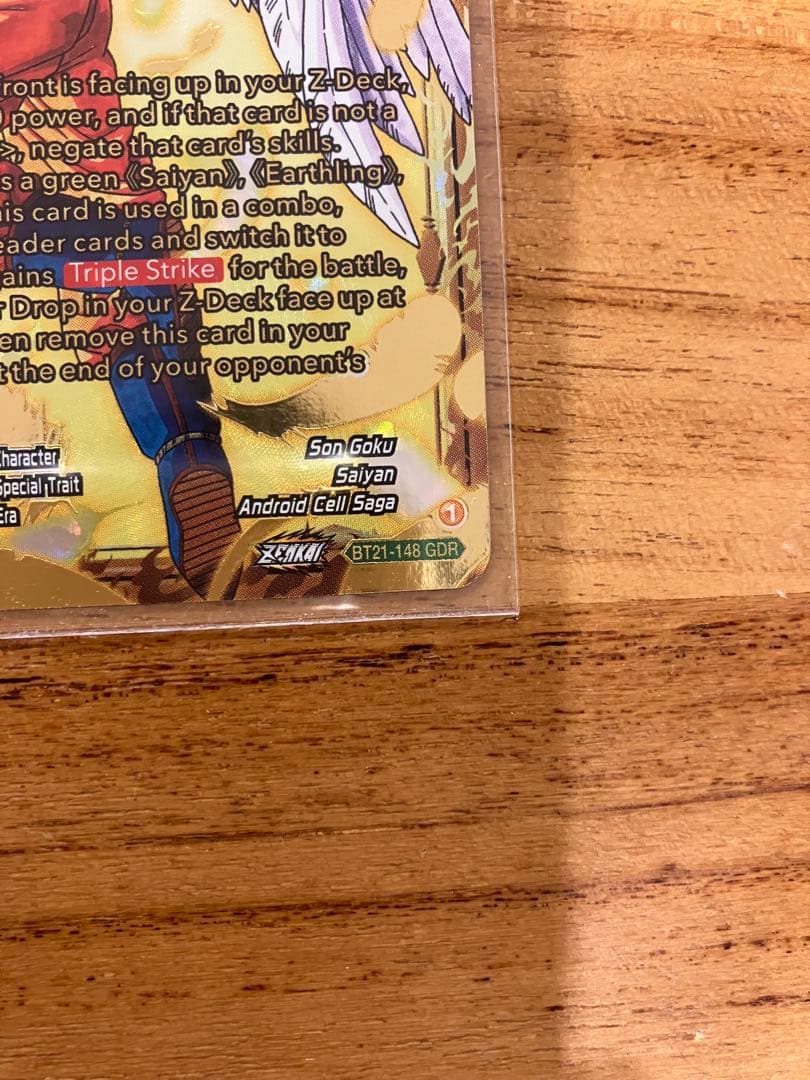 ront is facing up in your Z-Deck,
power, and if that card is not a
>, negate that card's skills.
s a green《Saiyan》,《Earthling》,
is card is used in a combo,
eader cards and switch it to
ains Triple Strike for the battle,
r Drop in your Z-Deck face up at
en remove this card in your
t the end of your opponent's
Character Son Goku
Special Trait Saiyan
Era Android Cell Saga
1
ZENKAI BT21-148 GDR